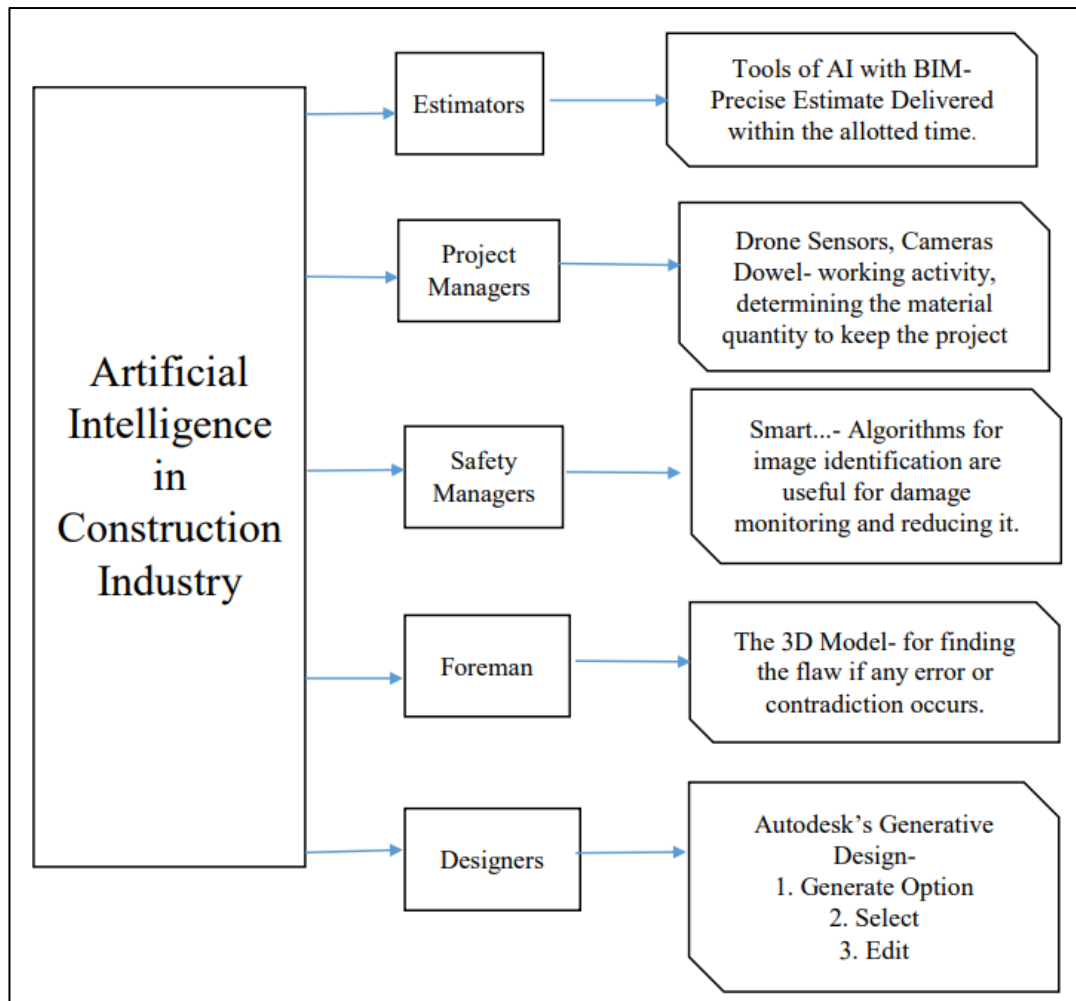 Artificial
Intelligence
in
Construction
Industry
Estimators
Tools of AI with BIM-
Precise Estimate Delivered
within the allotted time.
Project
Managers
Drone Sensors, Cameras
Dowel- working activity,
determining the material
quantity to keep the project
Safety
Managers
Smart...- Algorithms for
image identification are
useful for damage
monitoring and reducing it.
Foreman
The 3D Model- for finding
the flaw if any error or
contradiction occurs.
Designers
Autodesk’s Generative
Design-
1. Generate Option
2. Select
3. Edit